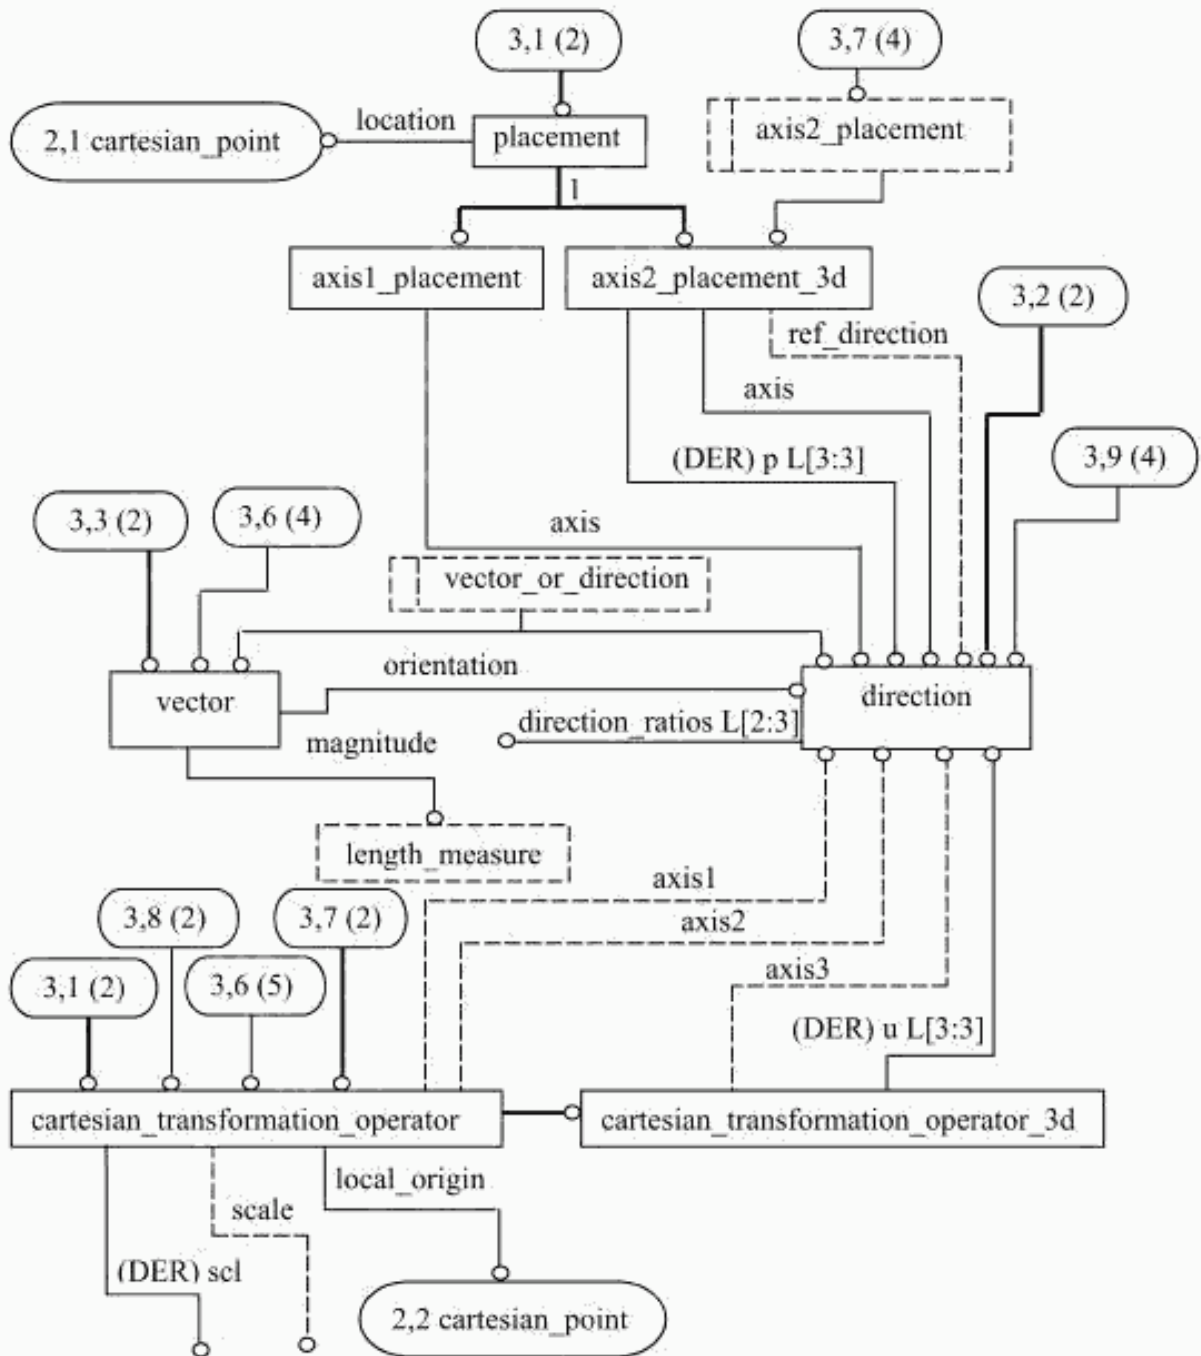 3,1 (2)
3,7 (4)
2,1 cartesian_point
location
placement
axis2_placement
1
axis1_placement
axis2_placement_3d
3,2 (2)
ref_direction
axis
(DER) p L[3:3]
3,9 (4)
3,3 (2)
3,6 (4)
axis
vector_or_direction
orientation
vector
direction
direction_ratios L[2:3]
magnitude
length_measure
axis1
3,8 (2)
3,7 (2)
axis2
3,1 (2)
3,6 (5)
axis3
(DER) u L[3:3]
cartesian_transformation_operator
cartesian_transformation_operator_3d
local_origin
scale
(DER) scl
2,2 cartesian_point